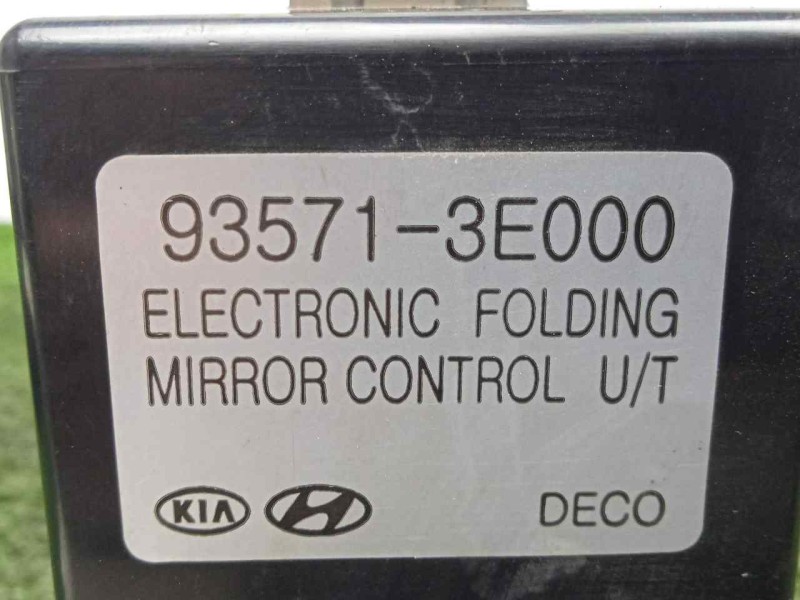 93571-3E000
ELECTRONIC FOLDING
MIRROR CONTROL U/T
KIA DECO